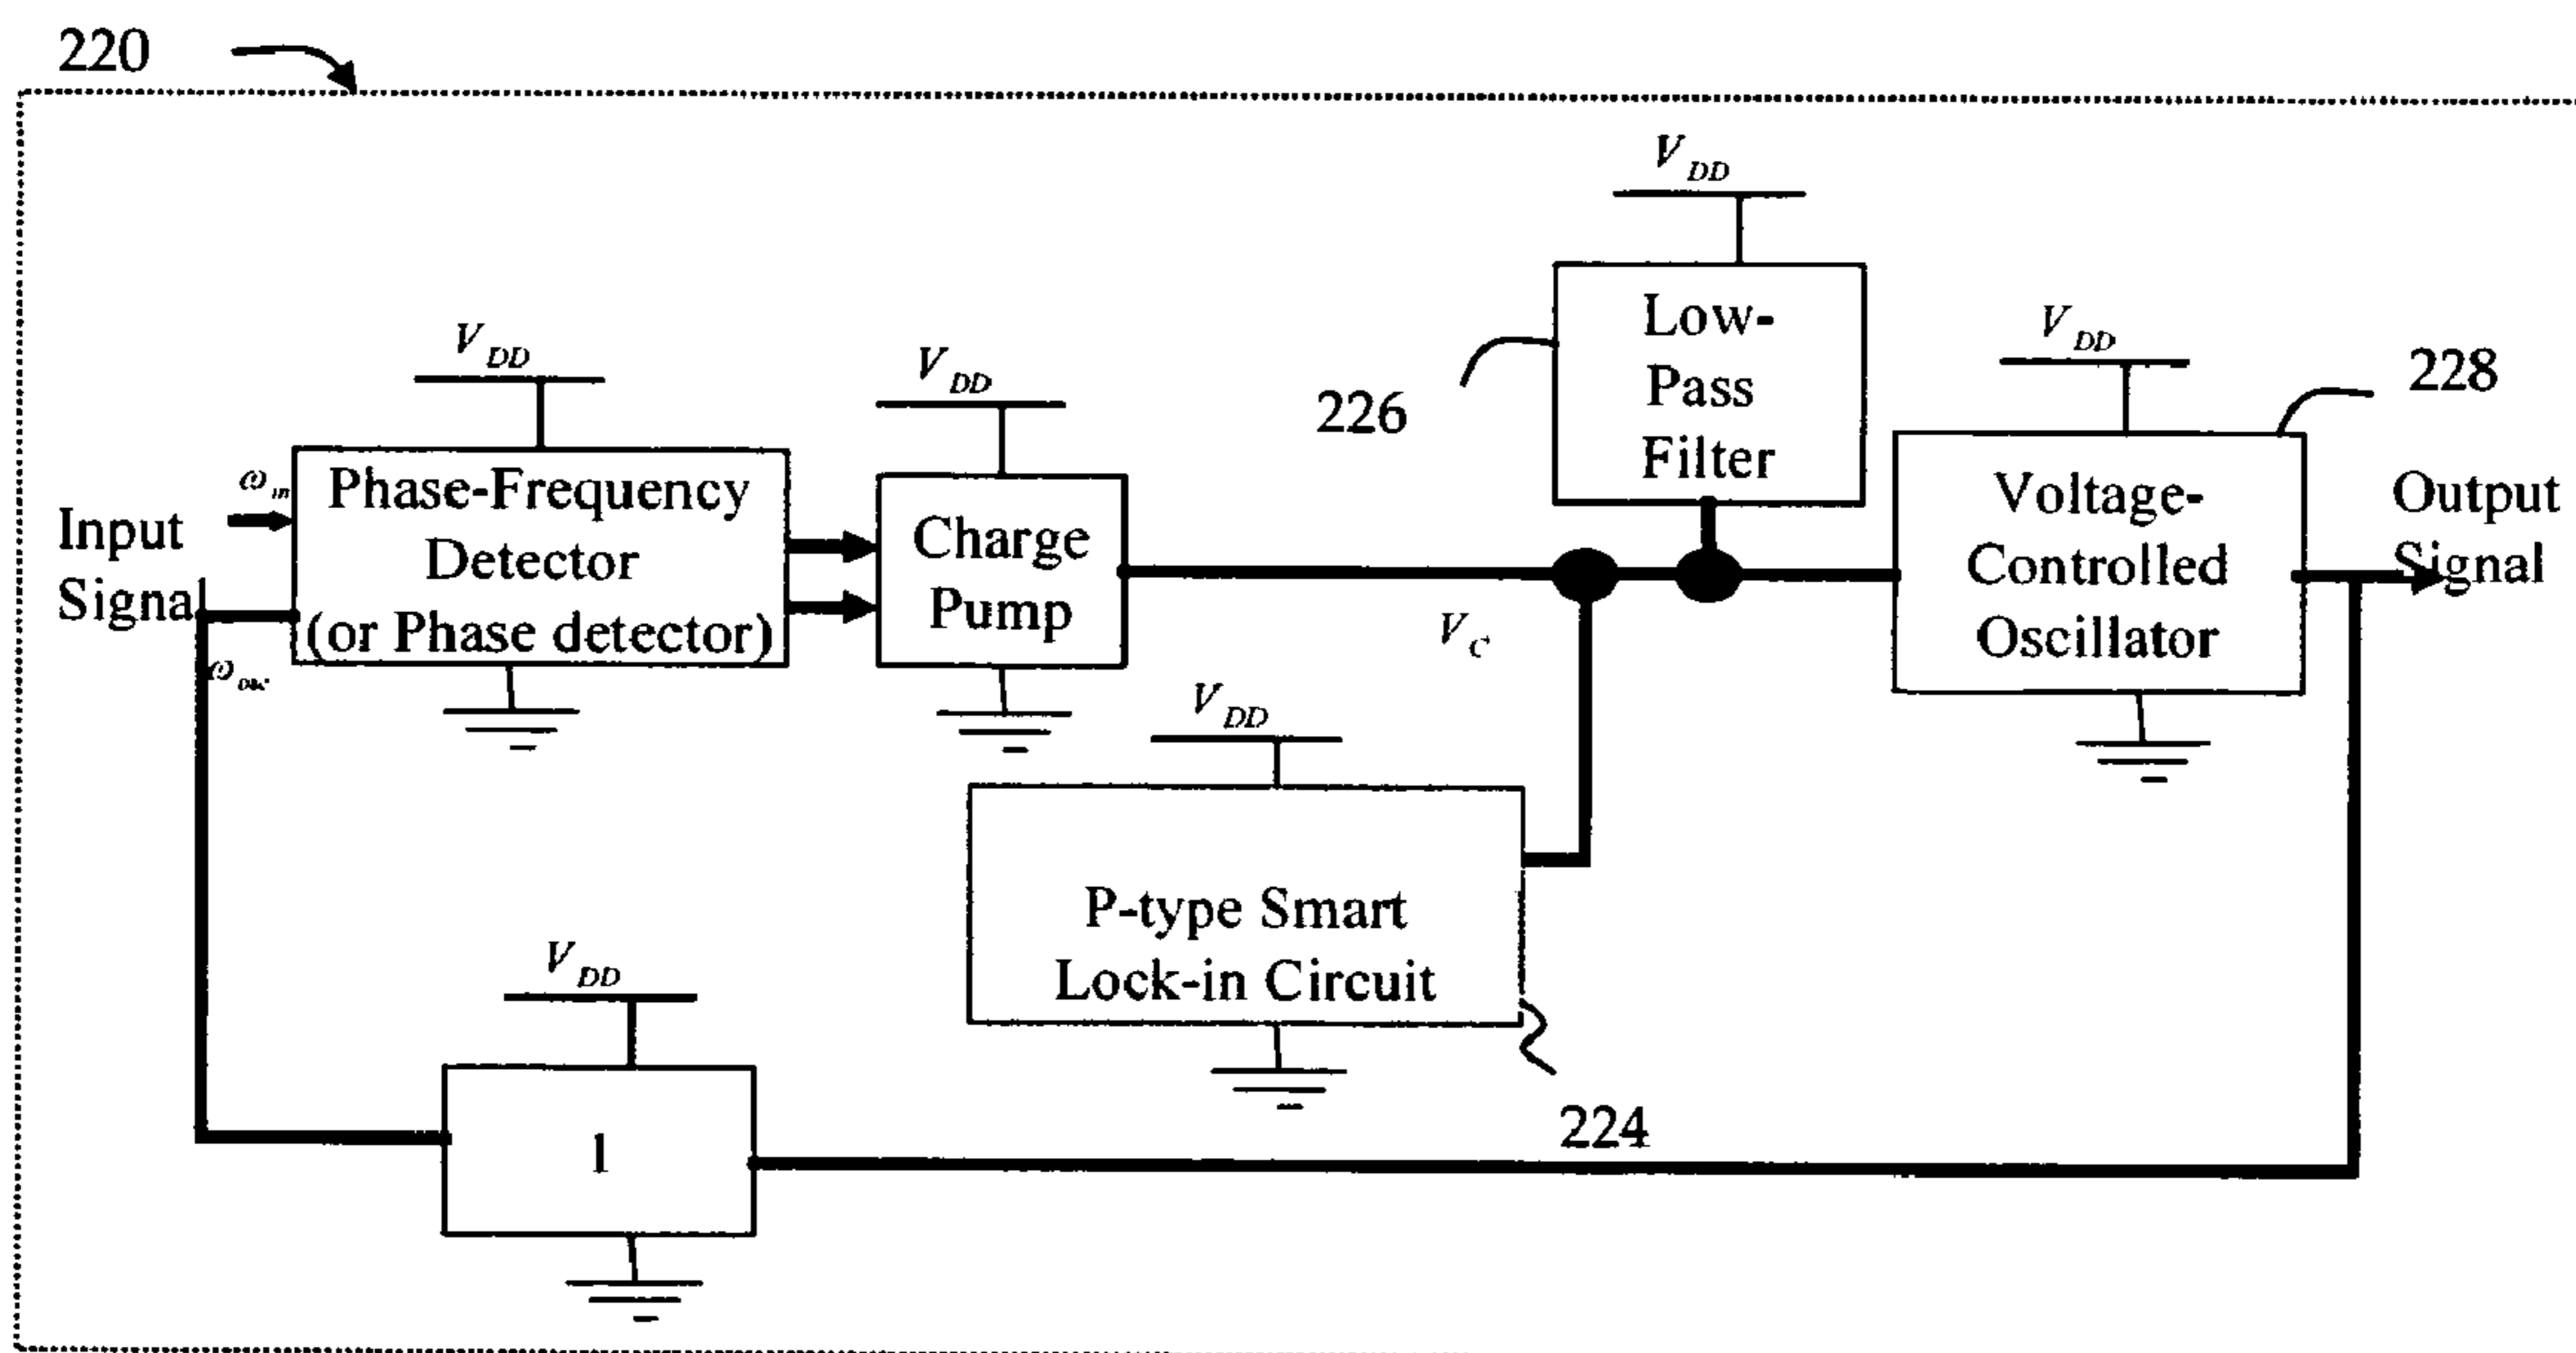 220
V DD
Low-
Pass
Filter
226
V DD
228
V DD
V DD
Input
Signal
ω in
Phase-Frequency
Detector
(or Phase detector)
Charge
Pump
Voltage-
Controlled
Oscillator
Output
Signal
V C
ω osc
V DD
P-type Smart
Lock-in Circuit
224
V DD
1